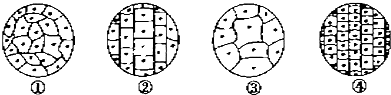 ① ② ③ ④